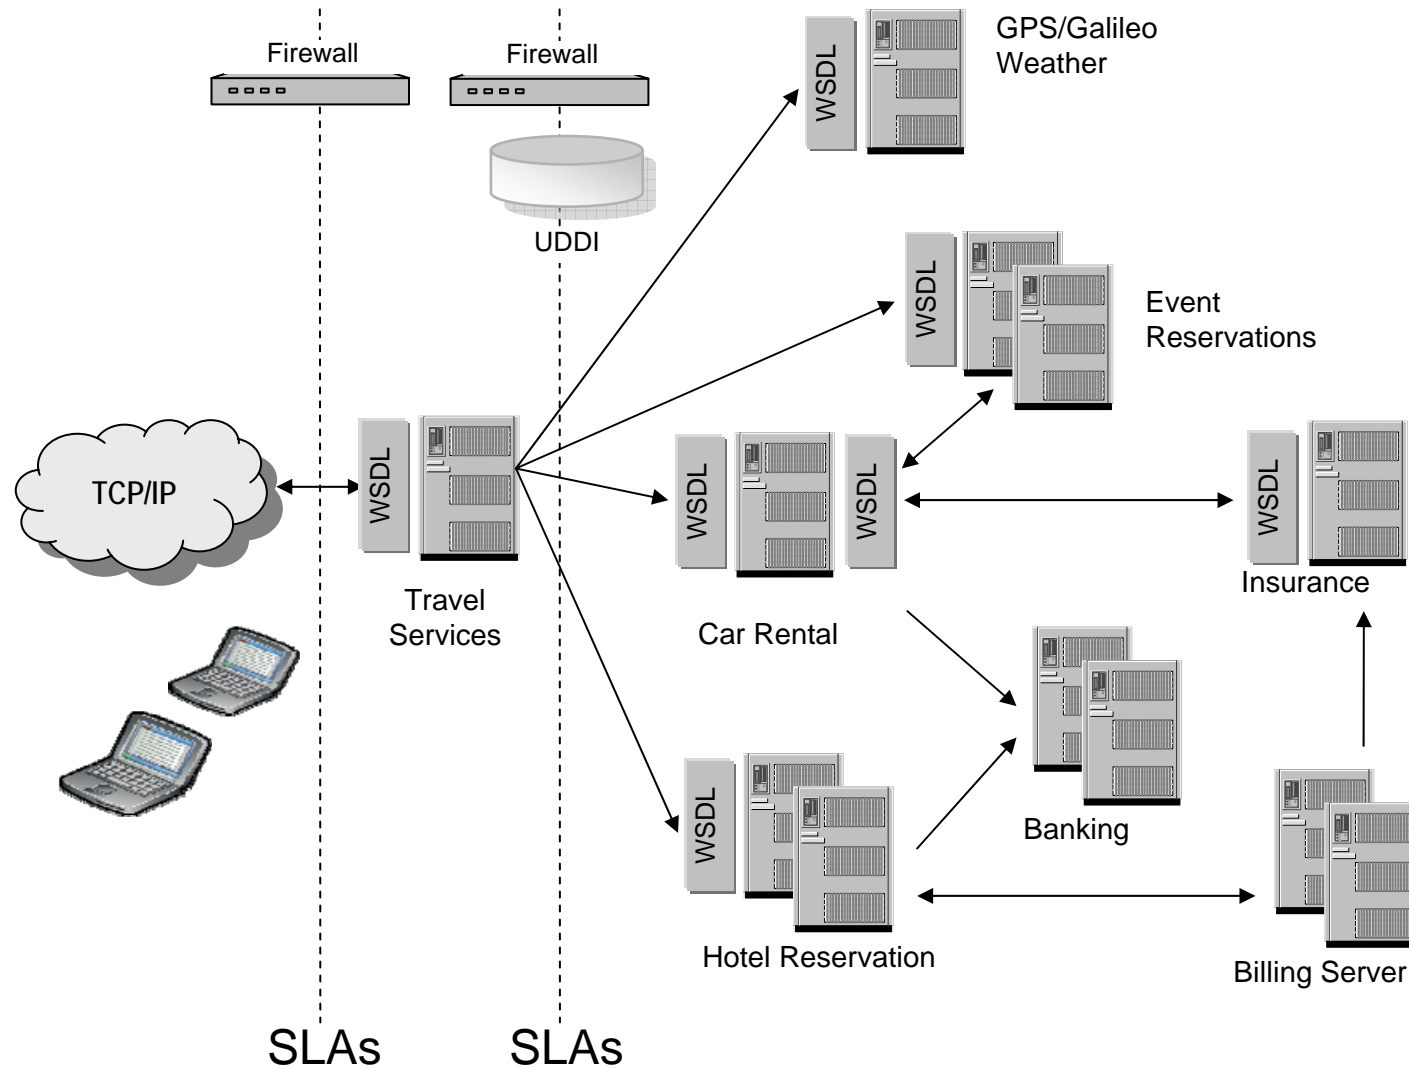 GPS/Galileo
Weather
Firewall
Firewall
WSDL
UDDI
WSDL
Event
Reservations
TCP/IP
WSDL
WSDL
WSDL
WSDL
Travel
Services
Car Rental
Insurance
WSDL
Banking
Hotel Reservation
Billing Server
SLAs
SLAs